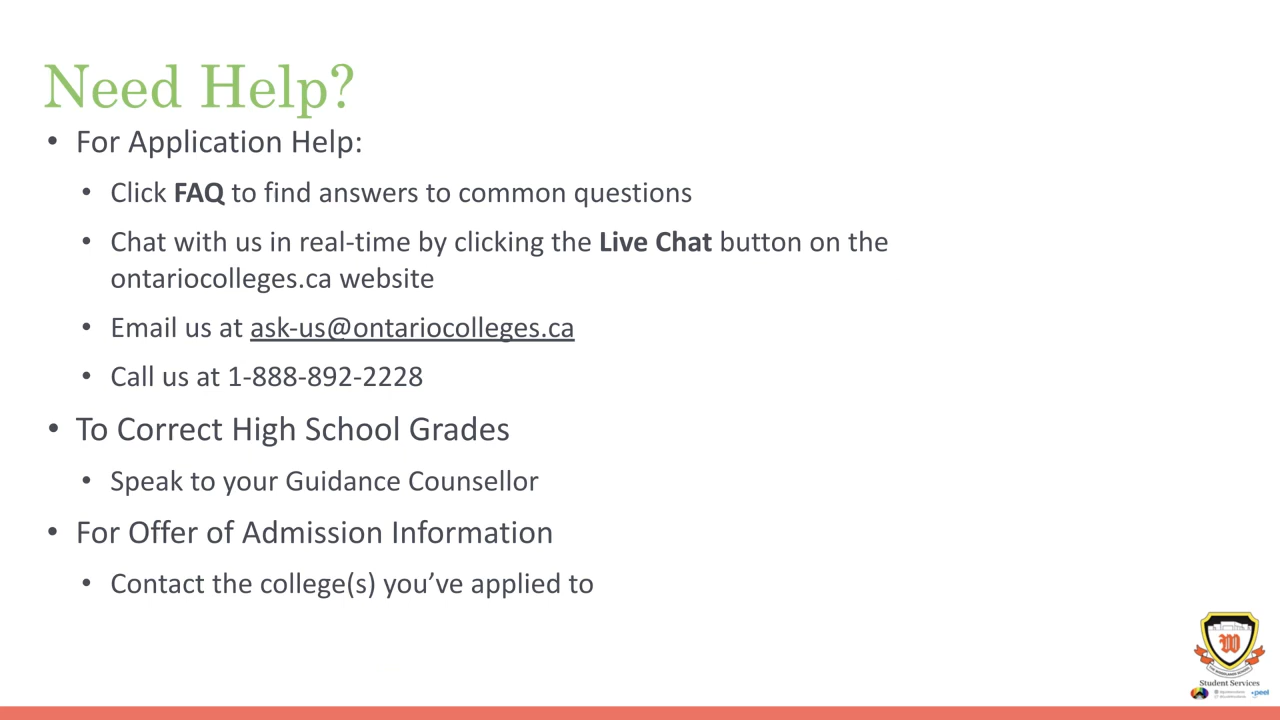 Need Help?
• For Application Help:
• Click FAQ to find answers to common questions
• Chat with us in real-time by clicking the Live Chat button on the
ontariocolleges.ca website
• Email us at ask-us@ontariocolleges.ca
• Call us at 1-888-892-2228
• To Correct High School Grades
• Speak to your Guidance Counsellor
• For Offer of Admission Information
• Contact the college(s) you’ve applied to
W
Student Services
peel